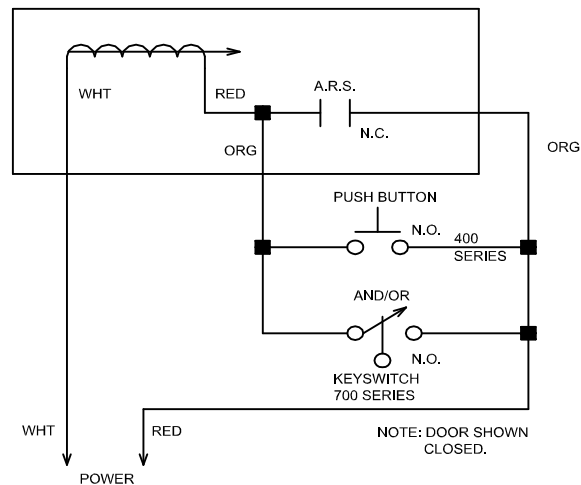 A.R.S.
WHT
RED
N.C.
ORG
ORG
PUSH BUTTON
N.O.
400
SERIES
AND/OR
N.O.
KEYSWITCH
700 SERIES
WHT
RED
NOTE: DOOR SHOWN
CLOSED.
POWER